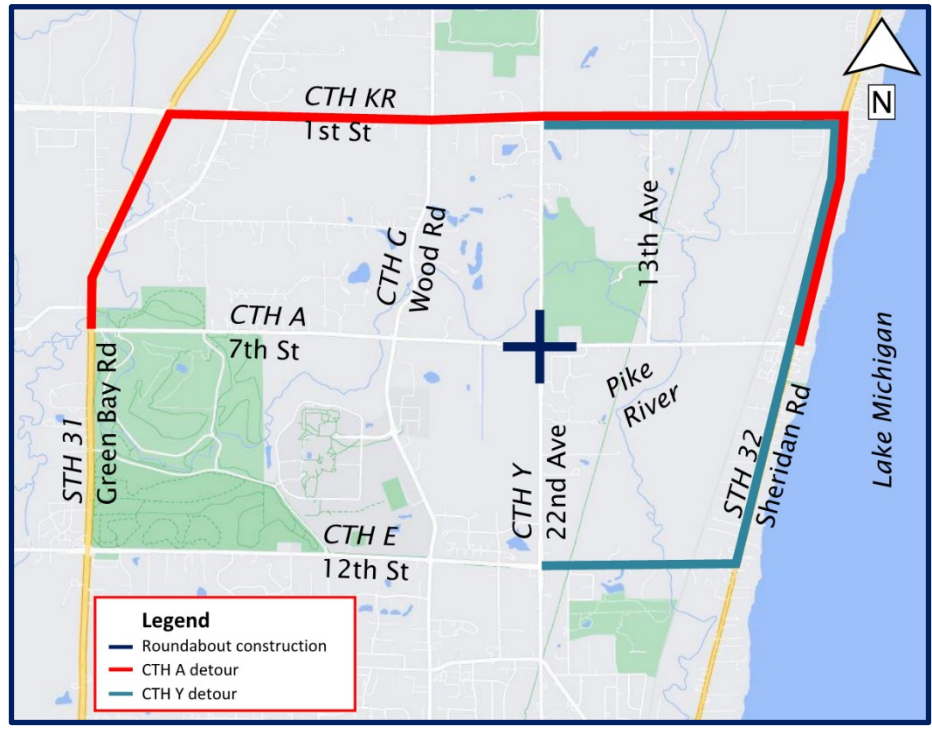 N
CTH KR
1st St
13th Ave
CTH G
Wood Rd
CTH A
7th St
Pike
River
Lake Michigan
STH 31
Green Bay Rd
CTH Y
22nd Ave
STH 32
Sheridan Rd
CTH E
12th St
Legend
Roundabout construction
CTH A detour
CTH Y detour